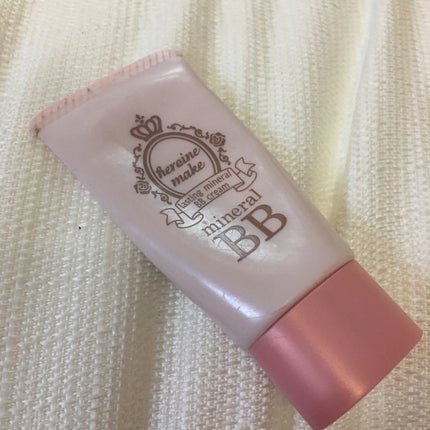 heroine
make
lasting mineral
BB cream
mineral
BB